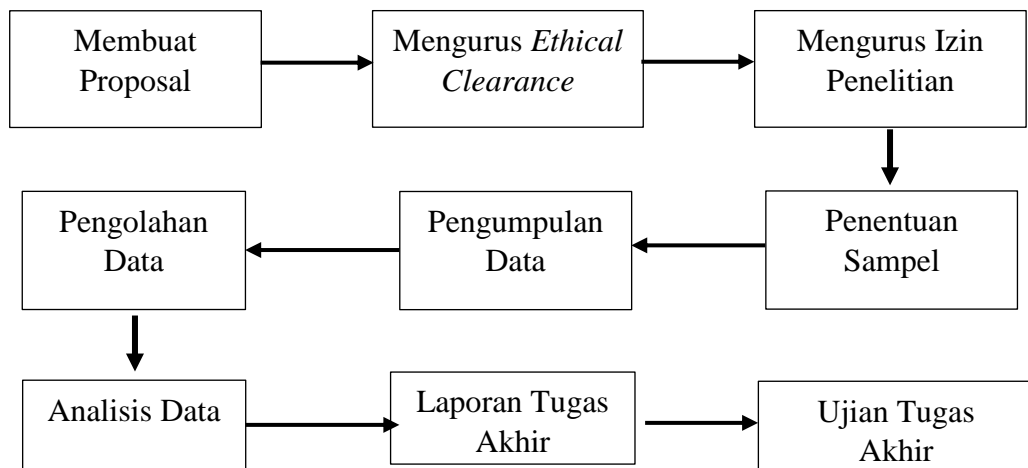 Membuat
Proposal
Mengurus Ethical
Clearance
Mengurus Izin
Penelitian
Penentuan
Sampel
Pengumpulan
Data
Pengolahan
Data
Analisis Data
Laporan Tugas
Akhir
Ujian Tugas
Akhir